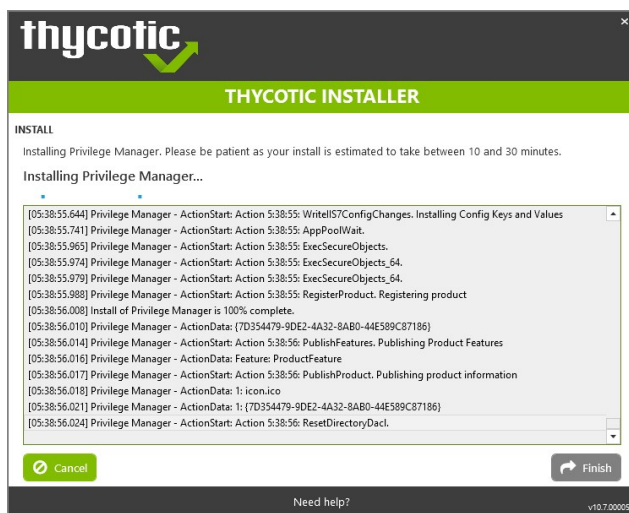 thycotic
×
THYCOTIC INSTALLER
INSTALL
Installing Privilege Manager. Please be patient as your install is estimated to take between 10 and 30 minutes.
Installing Privilege Manager...
[05:38:55.644] Privilege Manager - ActionStart: Action 5:38:55: WriteIIS7ConfigChanges. Installing Config Keys and Values
[05:38:55.741] Privilege Manager - ActionStart: Action 5:38:55: AppPoolWait.
[05:38:55.965] Privilege Manager - ActionStart: Action 5:38:55: ExecSecureObjects.
[05:38:55.974] Privilege Manager - ActionStart: Action 5:38:55: ExecSecureObjects_64.
[05:38:55.979] Privilege Manager - ActionStart: Action 5:38:55: ExecSecureObjects_64.
[05:38:55.988] Privilege Manager - ActionStart: Action 5:38:55: RegisterProduct. Registering product
[05:38:56.008] Install of Privilege Manager is 100% complete.
[05:38:56.010] Privilege Manager - ActionData: {7D354479-9DE2-4A32-8AB0-44E589C87186}
[05:38:56.014] Privilege Manager - ActionStart: Action 5:38:56: PublishFeatures. Publishing Product Features
[05:38:56.016] Privilege Manager - ActionData: Feature: ProductFeature
[05:38:56.017] Privilege Manager - ActionStart: Action 5:38:56: PublishProduct. Publishing product information
[05:38:56.018] Privilege Manager - ActionData: 1: icon.ico
[05:38:56.021] Privilege Manager - ActionData: 1: {7D354479-9DE2-4A32-8AB0-44E589C87186}
[05:38:56.024] Privilege Manager - ActionStart: Action 5:38:56: ResetDirectoryDacl.
Cancel
Finish
Need help?
v10.7.00005